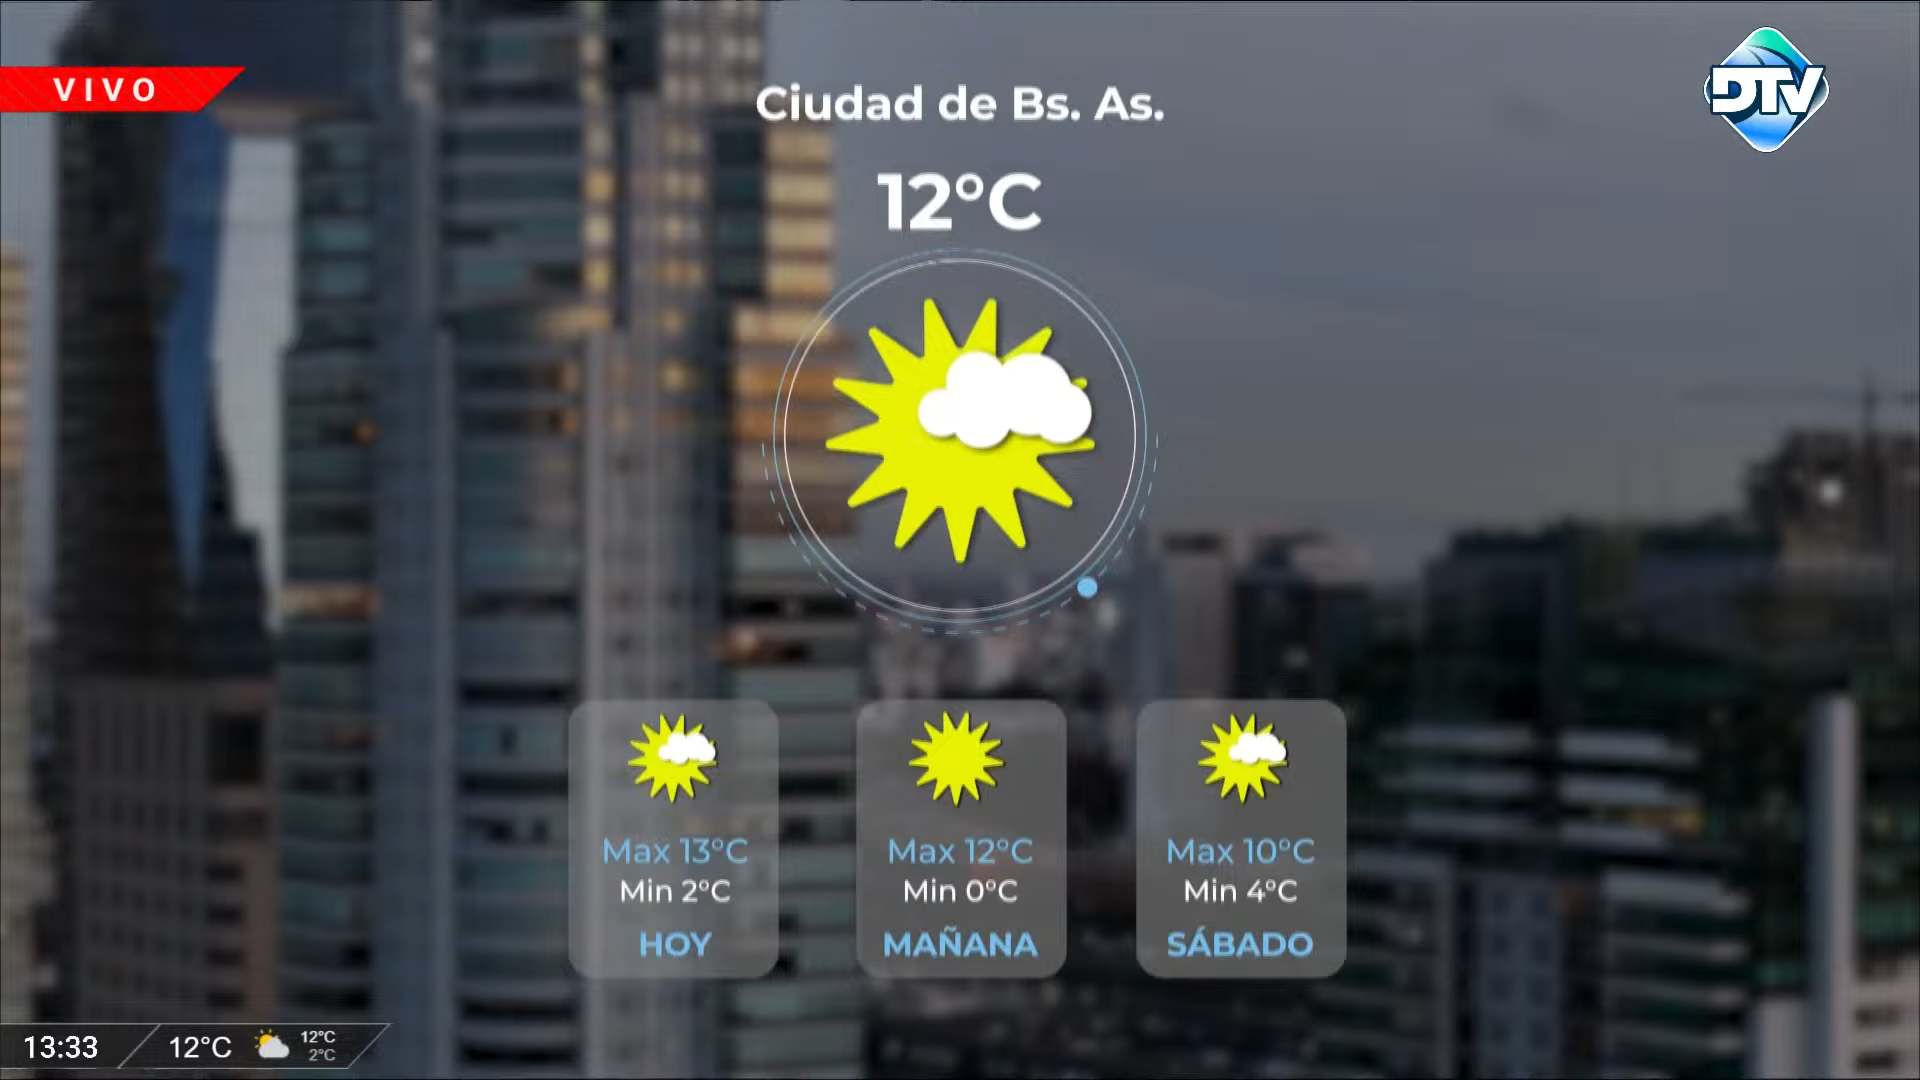 VIVO
DTV
Ciudad de Bs. As.
12°C
Max 13°C
Min 2°C
HOY
Max 12°C
Min 0°C
MAÑANA
Max 10°C
Min 4°C
SÁBADO
13:33
12°C
12°C
2°C